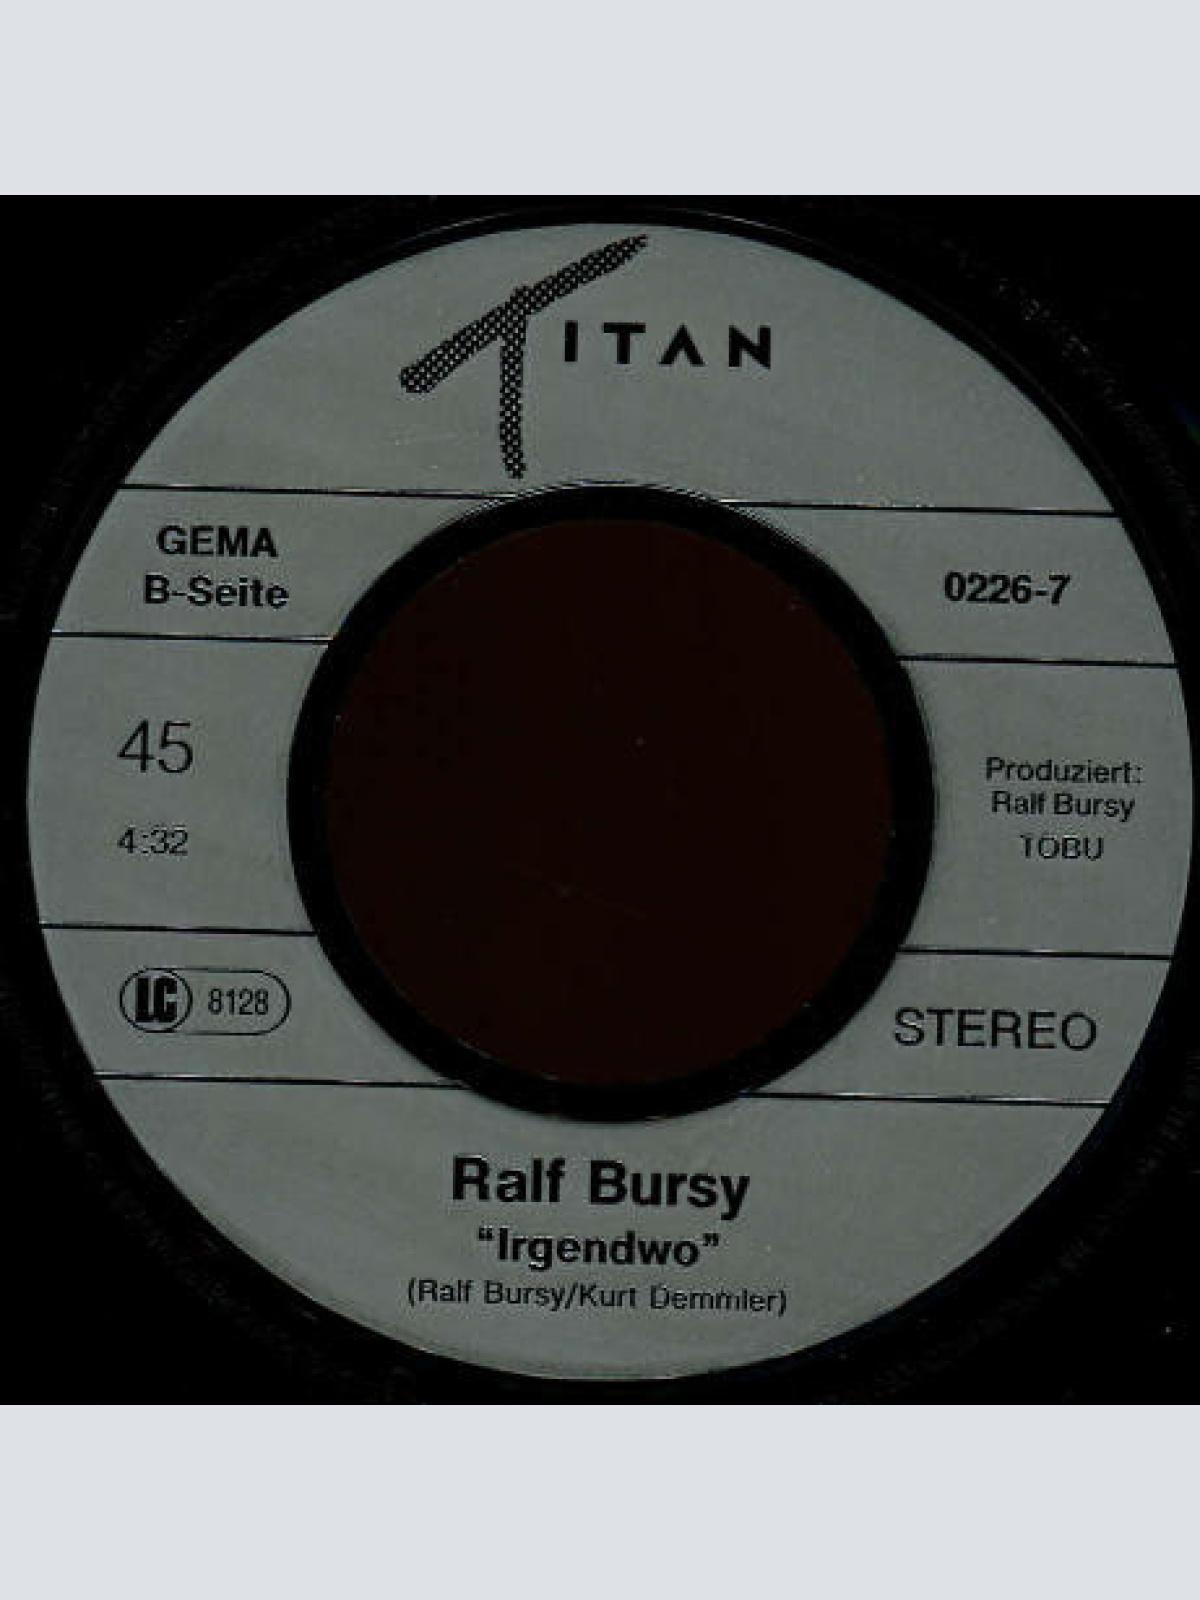 TITAN
GEMA
B-Seite
0226-7
45
4:32
Produziert:
Ralf Bursy
TOBU
LC 8128
STEREO
Ralf Bursy
“Irgendwo”
(Ralf Bursy/Kurt Demmler)